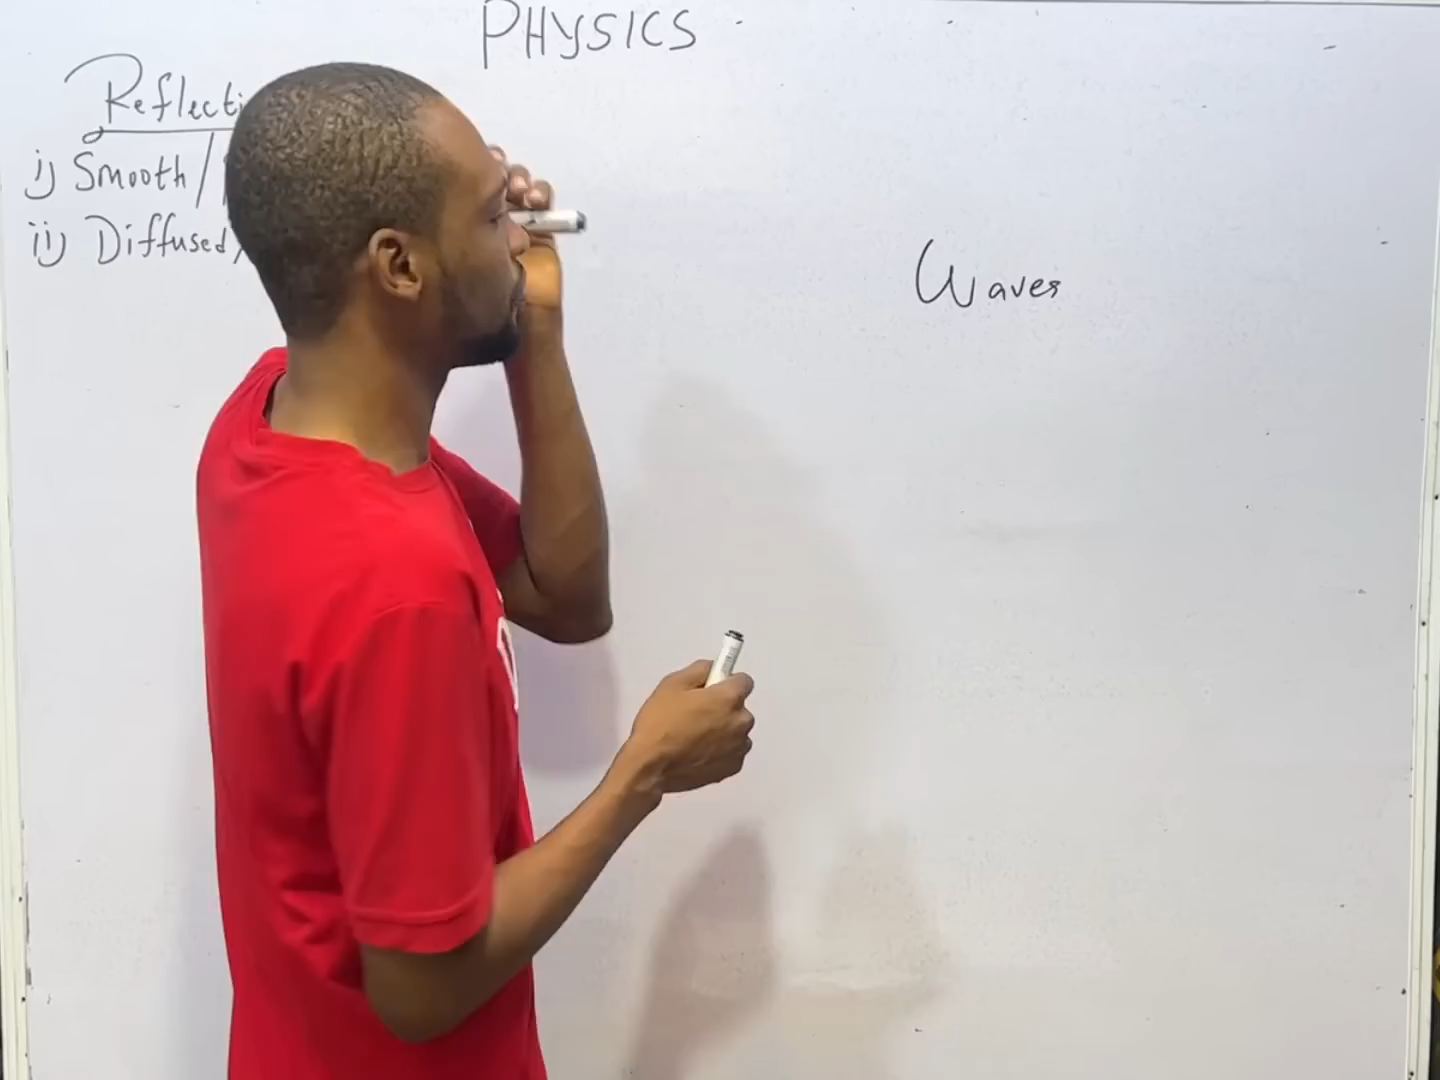 PHYSICS
Reflecti
i) Smooth/
ii) Diffused/
Waves